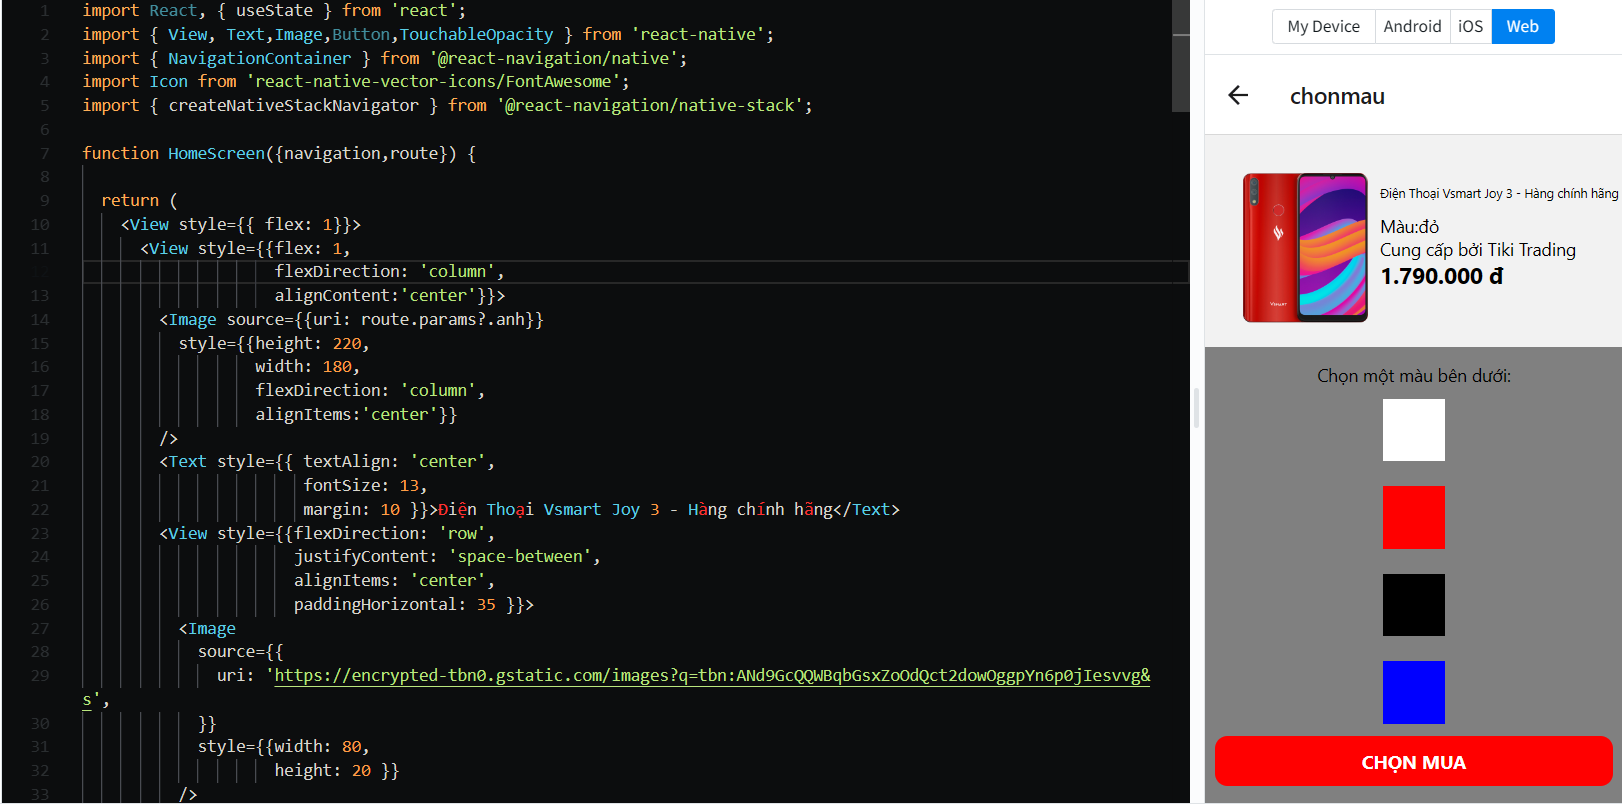 1 import React, { useState } from 'react';
2 import { View, Text,Image,Button,TouchableOpacity } from 'react-native';
3 import { NavigationContainer } from '@react-navigation/native';
4 import Icon from 'react-native-vector-icons/FontAwesome';
5 import { createNativeStackNavigator } from '@react-navigation/native-stack';
6
7 function HomeScreen({navigation,route}) {
8
9 return (
10 <View style={{ flex: 1}}>
11 <View style={{flex: 1,
12 flexDirection: 'column',
13 alignContent:'center'}}>
14 <Image source={{uri: route.params?.anh}}
15 style={{height: 220,
16 width: 180,
17 flexDirection: 'column',
18 alignItems:'center'}}
19 />
20 <Text style={{ textAlign: 'center',
21 fontSize: 13,
22 margin: 10 }}>Điện Thoại Vsmart Joy 3 - Hàng chính hãng</Text>
23 <View style={{flexDirection: 'row',
24 justifyContent: 'space-between',
25 alignItems: 'center',
26 paddingHorizontal: 35 }}>
27 <Image
28 source={{
29 uri: 'https://encrypted-tbn0.gstatic.com/images?q=tbn:ANd9GcQQWBqbGsxZoOdQct2dowOggpYn6p0jIesvvg&
s',
30 }}
31 style={{width: 80,
32 height: 20 }}
33 />
My Device Android iOS Web
chonmau
Điện Thoại Vsmart Joy 3 - Hàng chính hãng
Màu:đỏ
Cung cấp bởi Tiki Trading
1.790.000 đ
VSMART
Chọn một màu bên dưới:
CHỌN MUA